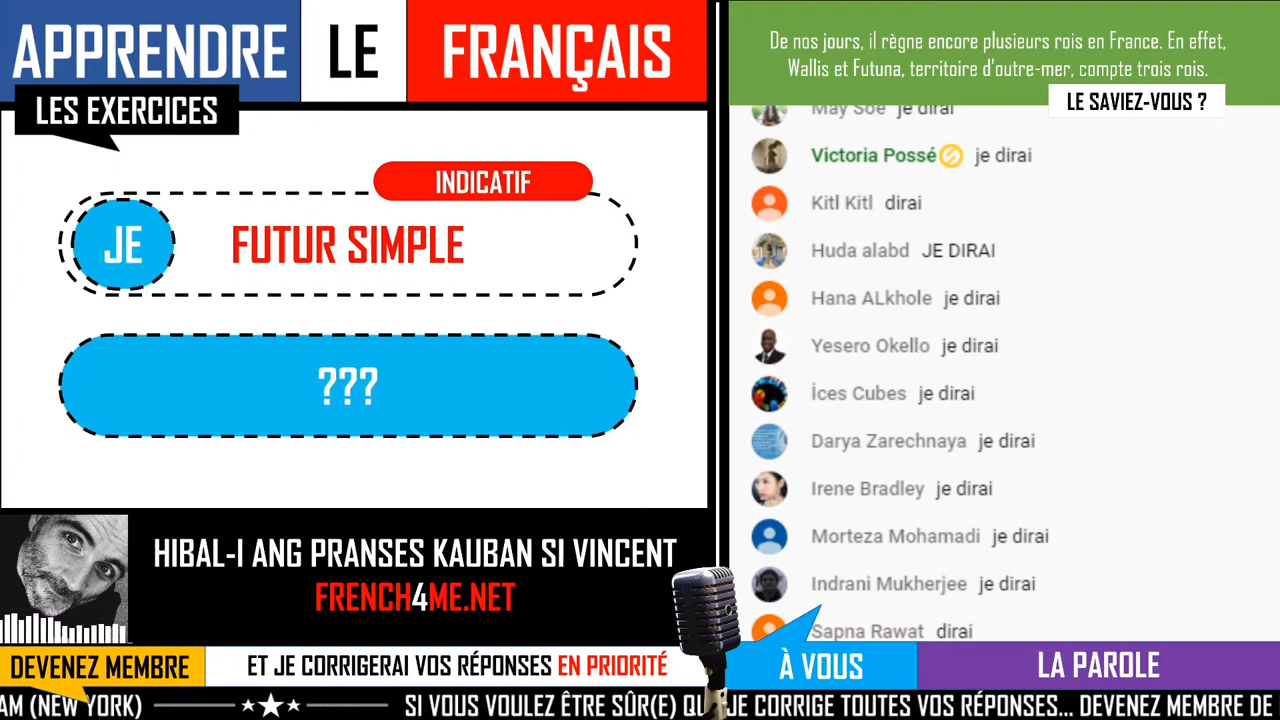 APPRENDRE LE FRANÇAIS
LES EXERCICES
INDICATIF
JE FUTUR SIMPLE
???
HIBAL-I ANG PRANSES KAUBAN SI VINCENT
FRENCH4ME.NET
DEVENEZ MEMBRE
ET JE CORRIGERAI VOS RÉPONSES EN PRIORITÉ
De nos jours, il règne encore plusieurs rois en France. En effet,
Wallis et Futuna, territoire d'outre-mer, compte trois rois.
LE SAVIEZ-VOUS ?
May Soe je dirai
Victoria Possé je dirai
Kitl Kitl dirai
Huda alabd JE DIRAI
Hana ALkhole je dirai
Yesero Okello je dirai
İces Cubes je dirai
Darya Zarechnaya je dirai
Irene Bradley je dirai
Morteza Mohamadi je dirai
Indrani Mukherjee je dirai
Sapna Rawat dirai
À VOUS LA PAROLE
AM (NEW YORK) SI VOUS VOULEZ ÊTRE SÛR(E) QU JE CORRIGE TOUTES VOS RÉPONSES... DEVENEZ MEMBRE DE